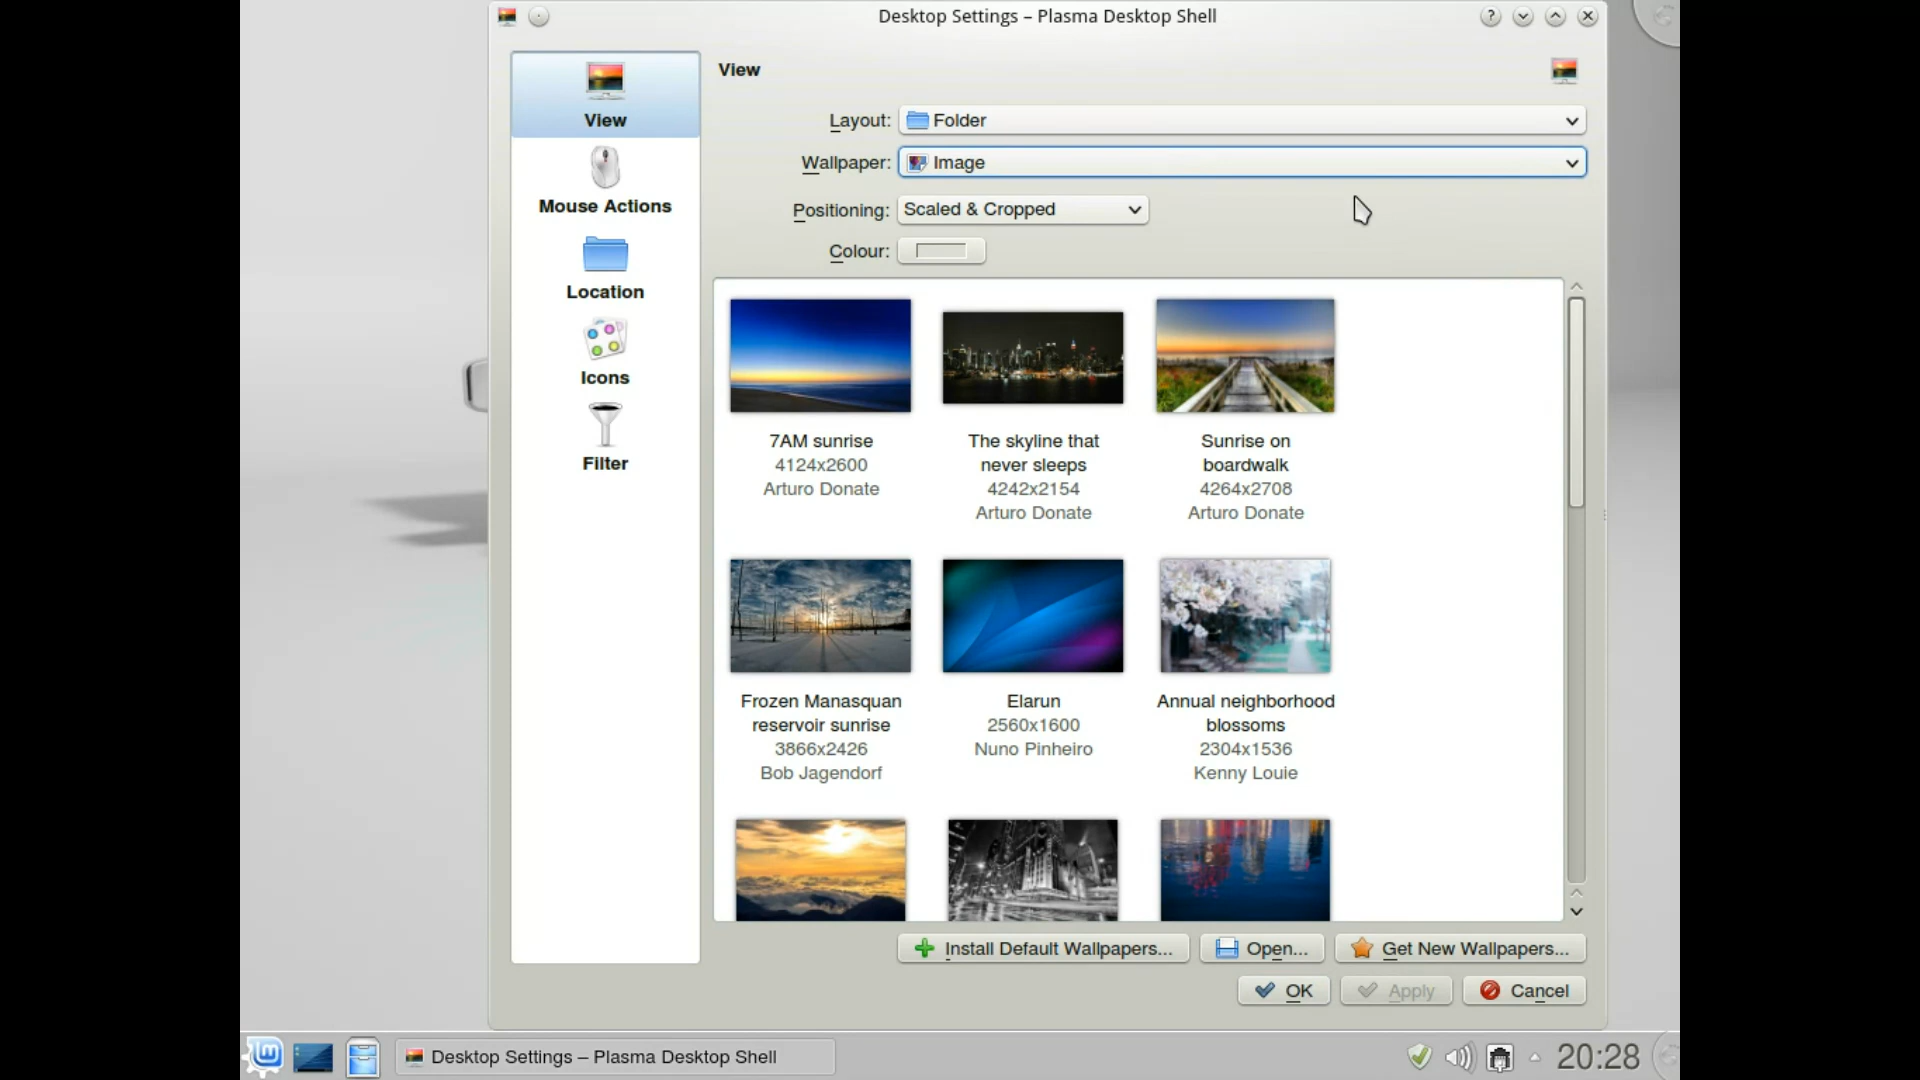 Desktop Settings – Plasma Desktop Shell
View
View
Layout: Folder
Wallpaper: Image
Mouse Actions
Positioning: Scaled & Cropped
Colour:
Location
Icons
Filter
7AM sunrise
4124x2600
Arturo Donate
The skyline that
never sleeps
4242x2154
Arturo Donate
Sunrise on
boardwalk
4264x2708
Arturo Donate
Frozen Manasquan
reservoir sunrise
3866x2426
Bob Jagendorf
Elarun
2560x1600
Nuno Pinheiro
Annual neighborhood
blossoms
2304x1536
Kenny Louie
Install Default Wallpapers... Open... Get New Wallpapers...
OK Apply Cancel
Desktop Settings – Plasma Desktop Shell 20:28